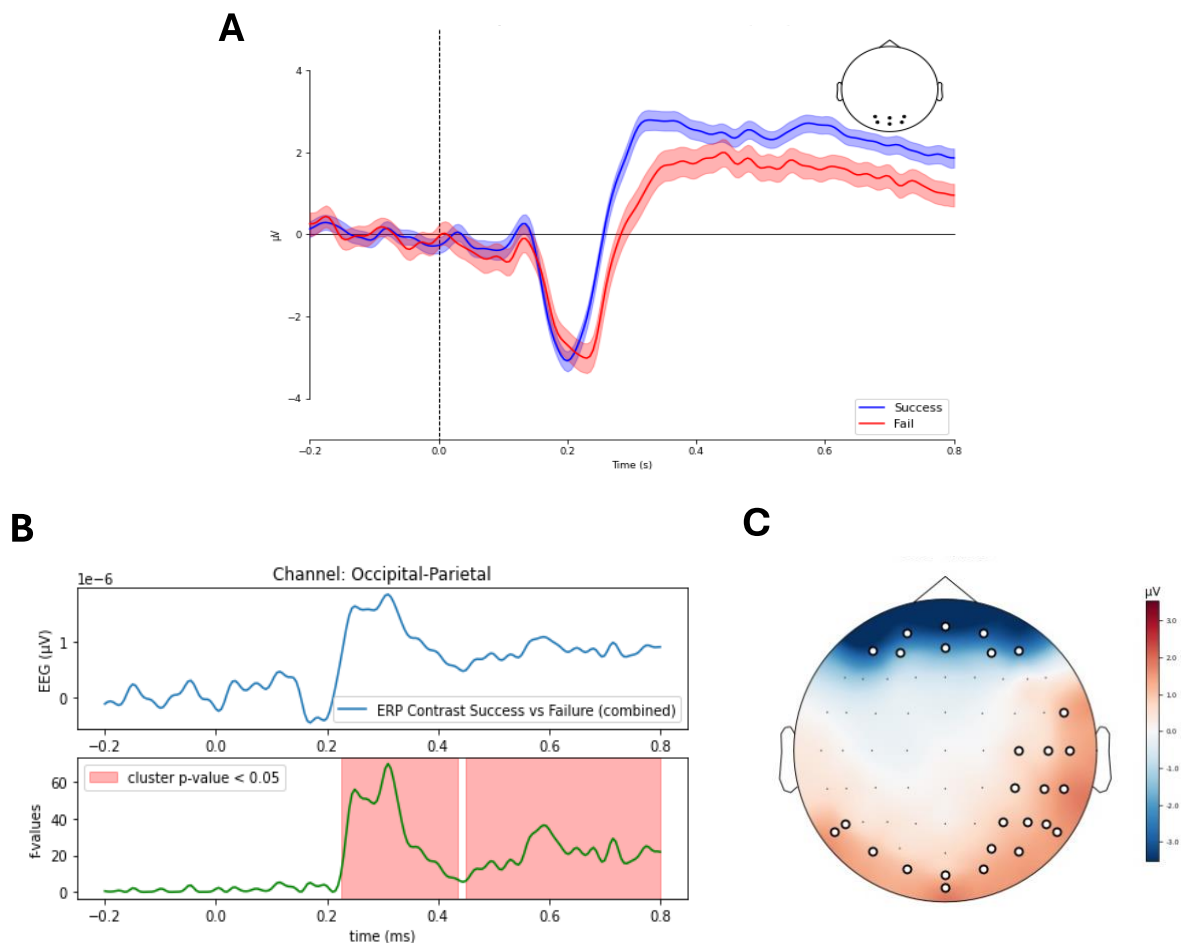 A
4
2
0
−2
−4
µV
−0.2
0.0
0.2
0.4
0.6
0.8
Time (s)
Success
Fail
B
Channel: Occipital-Parietal
1e−6
1
0
EEG (µV)
ERP Contrast Success vs Failure (combined)
−0.2
0.0
0.2
0.4
0.6
0.8
cluster p-value < 0.05
60
40
20
0
f-values
−0.2
0.0
0.2
0.4
0.6
0.8
time (ms)
C
µV
3.0
2.0
1.0
0.0
-1.0
-2.0
-3.0